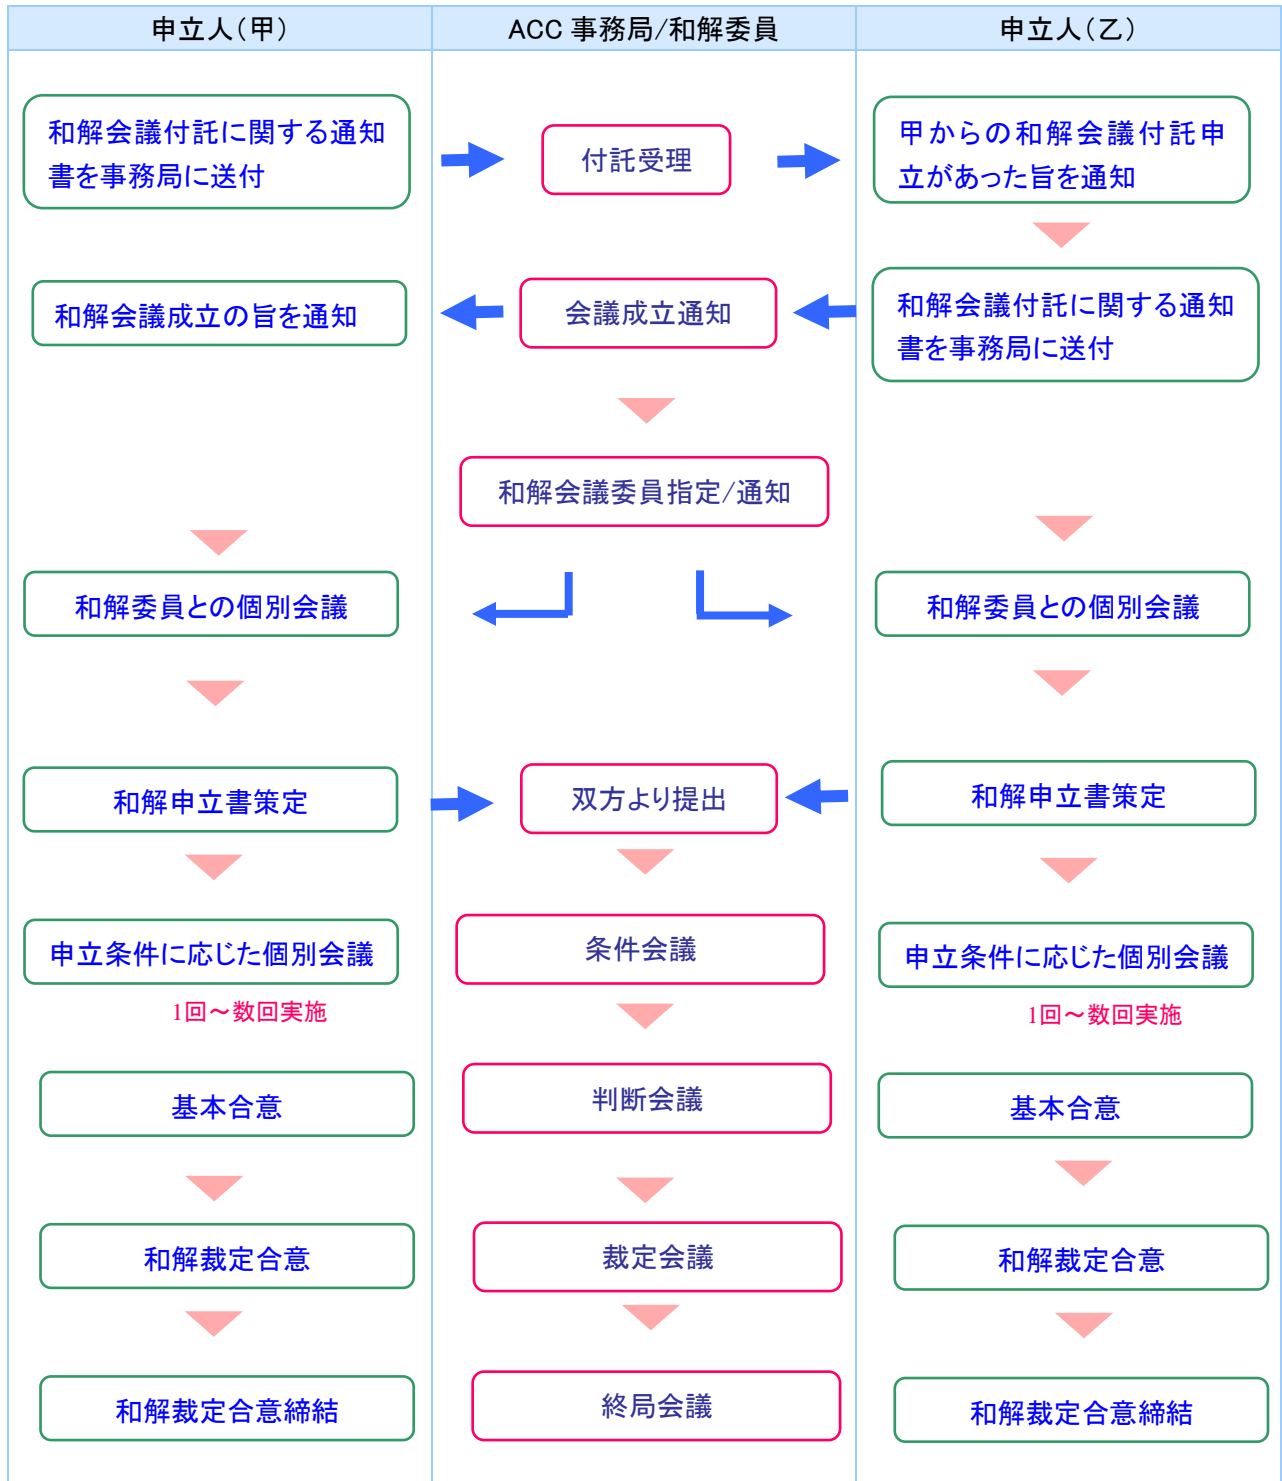 申立人（甲）
ACC 事務局/和解委員
申立人（乙）
和解会議付託に関する通知
書を事務局に送付
付託受理
甲からの和解会議付託申
立があった旨を通知
和解会議成立の旨を通知
会議成立通知
和解会議付託に関する通知
書を事務局に送付
和解会議委員指定/通知
和解委員との個別会議
和解委員との個別会議
和解申立書策定
双方より提出
和解申立書策定
申立条件に応じた個別会議
条件会議
申立条件に応じた個別会議
1回～数回実施
1回～数回実施
基本合意
判断会議
基本合意
和解裁定合意
裁定会議
和解裁定合意
和解裁定合意締結
終局会議
和解裁定合意締結